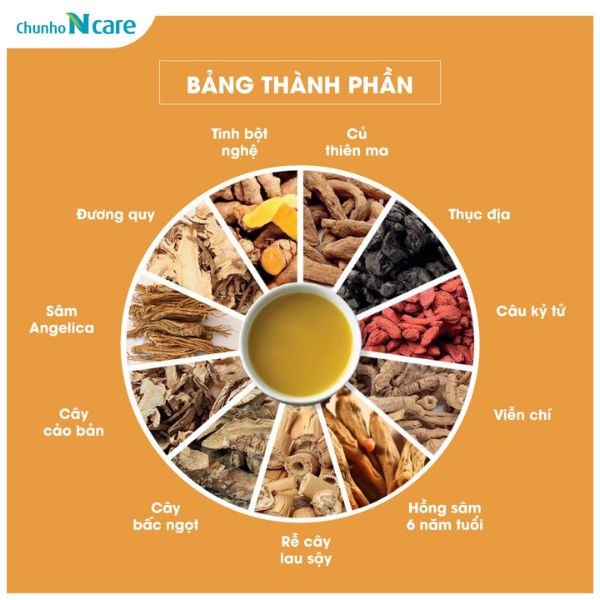 Chunho Ncare
BẢNG THÀNH PHẦN
Tinh bột
nghệ
Củ
thiên ma
Đương quy
Thục địa
Sâm
Angelica
Câu kỷ tử
Cây
cảo bản
Viễn chí
Cây
bấc ngọt
Hồng sâm
6 năm tuổi
Rễ cây
lau sậy